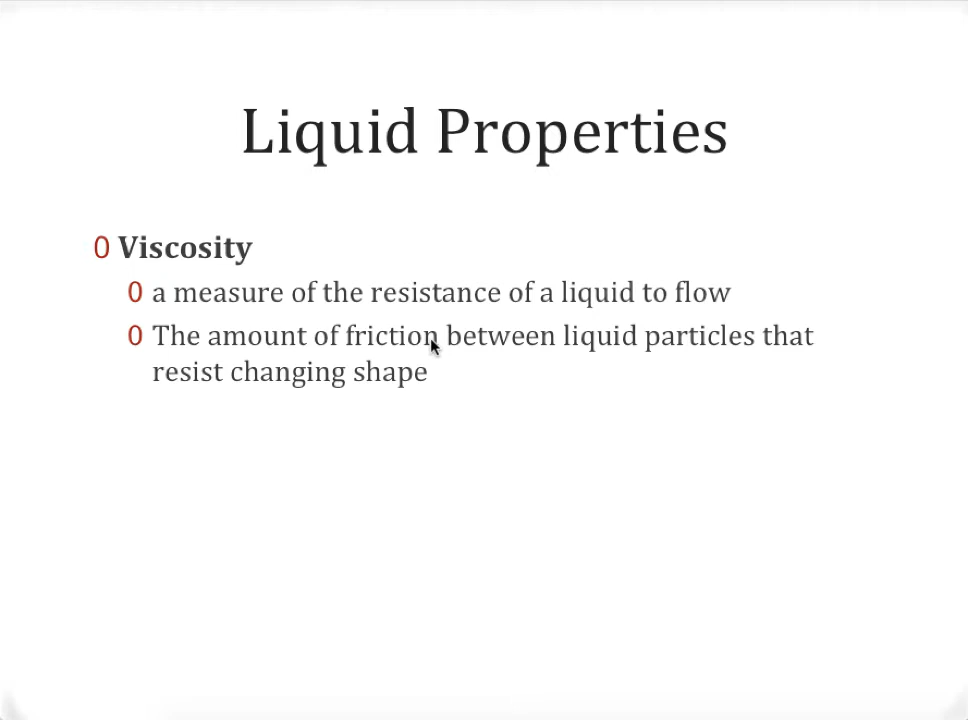 Liquid Properties
0 Viscosity
0 a measure of the resistance of a liquid to flow
0 The amount of friction between liquid particles that
resist changing shape